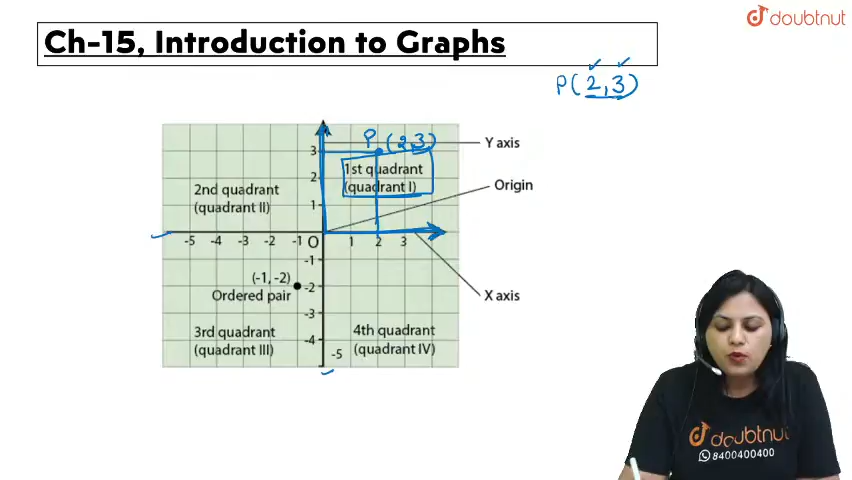 doubtnut
Ch-15, Introduction to Graphs
P(2,3)
P (2,3)
3
Y axis
1st quadrant
(quadrant I)
2nd quadrant
(quadrant II)
2
Origin
1
-5 -4 -3 -2 -1 O 1 2 3
-1
(-1, -2)
Ordered pair
-2
X axis
-3
3rd quadrant
(quadrant III)
-4
4th quadrant
(quadrant IV)
-5
doubtnut
8400400400